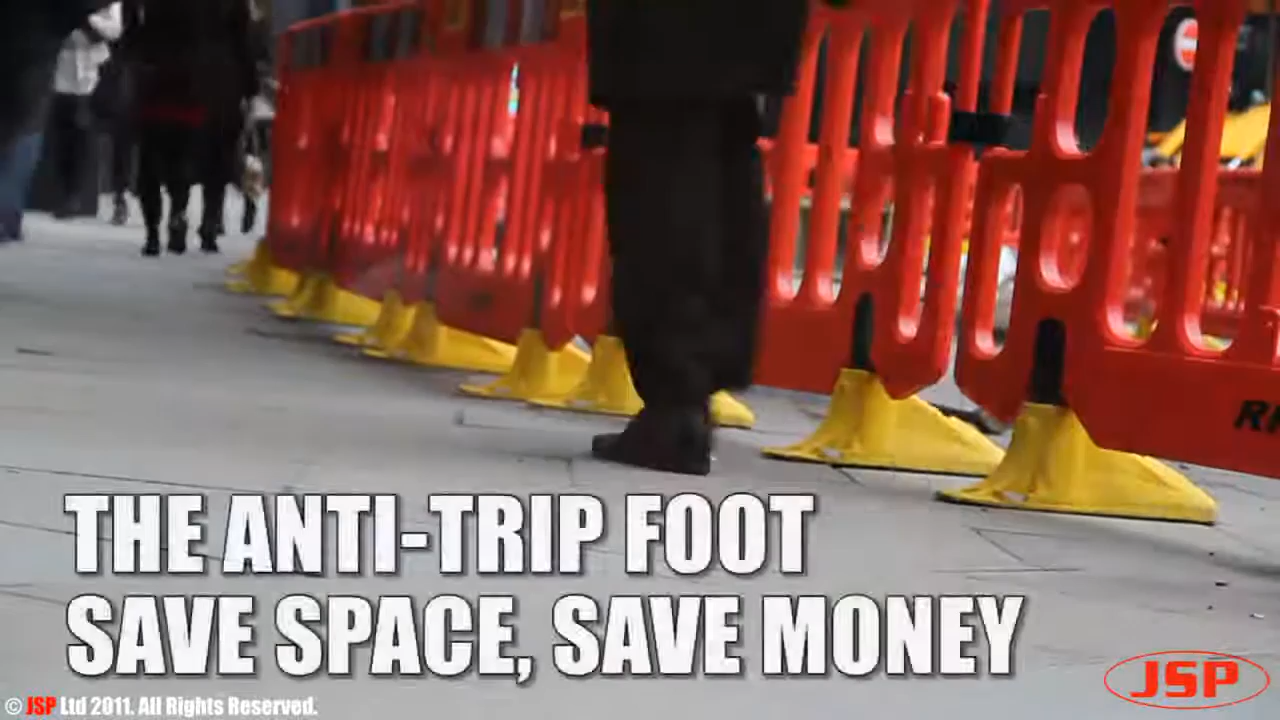 THE ANTI-TRIP FOOT
SAVE SPACE, SAVE MONEY
© JSP Ltd 2011. All Rights Reserved.
JSP